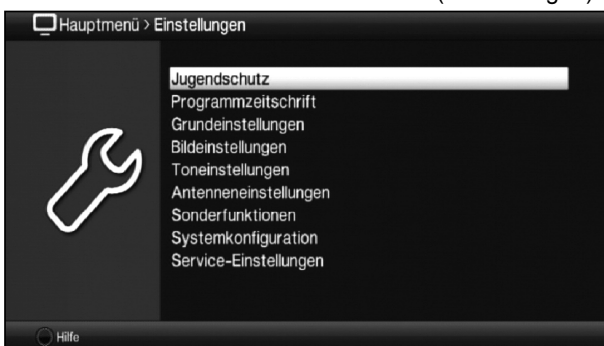 Hauptmenü > Einstellungen
Jugendschutz
Programmzeitschrift
Grundeinstellungen
Bildeinstellungen
Toneinstellungen
Antenneneinstellungen
Sonderfunktionen
Systemkonfiguration
Service-Einstellungen
Hilfe